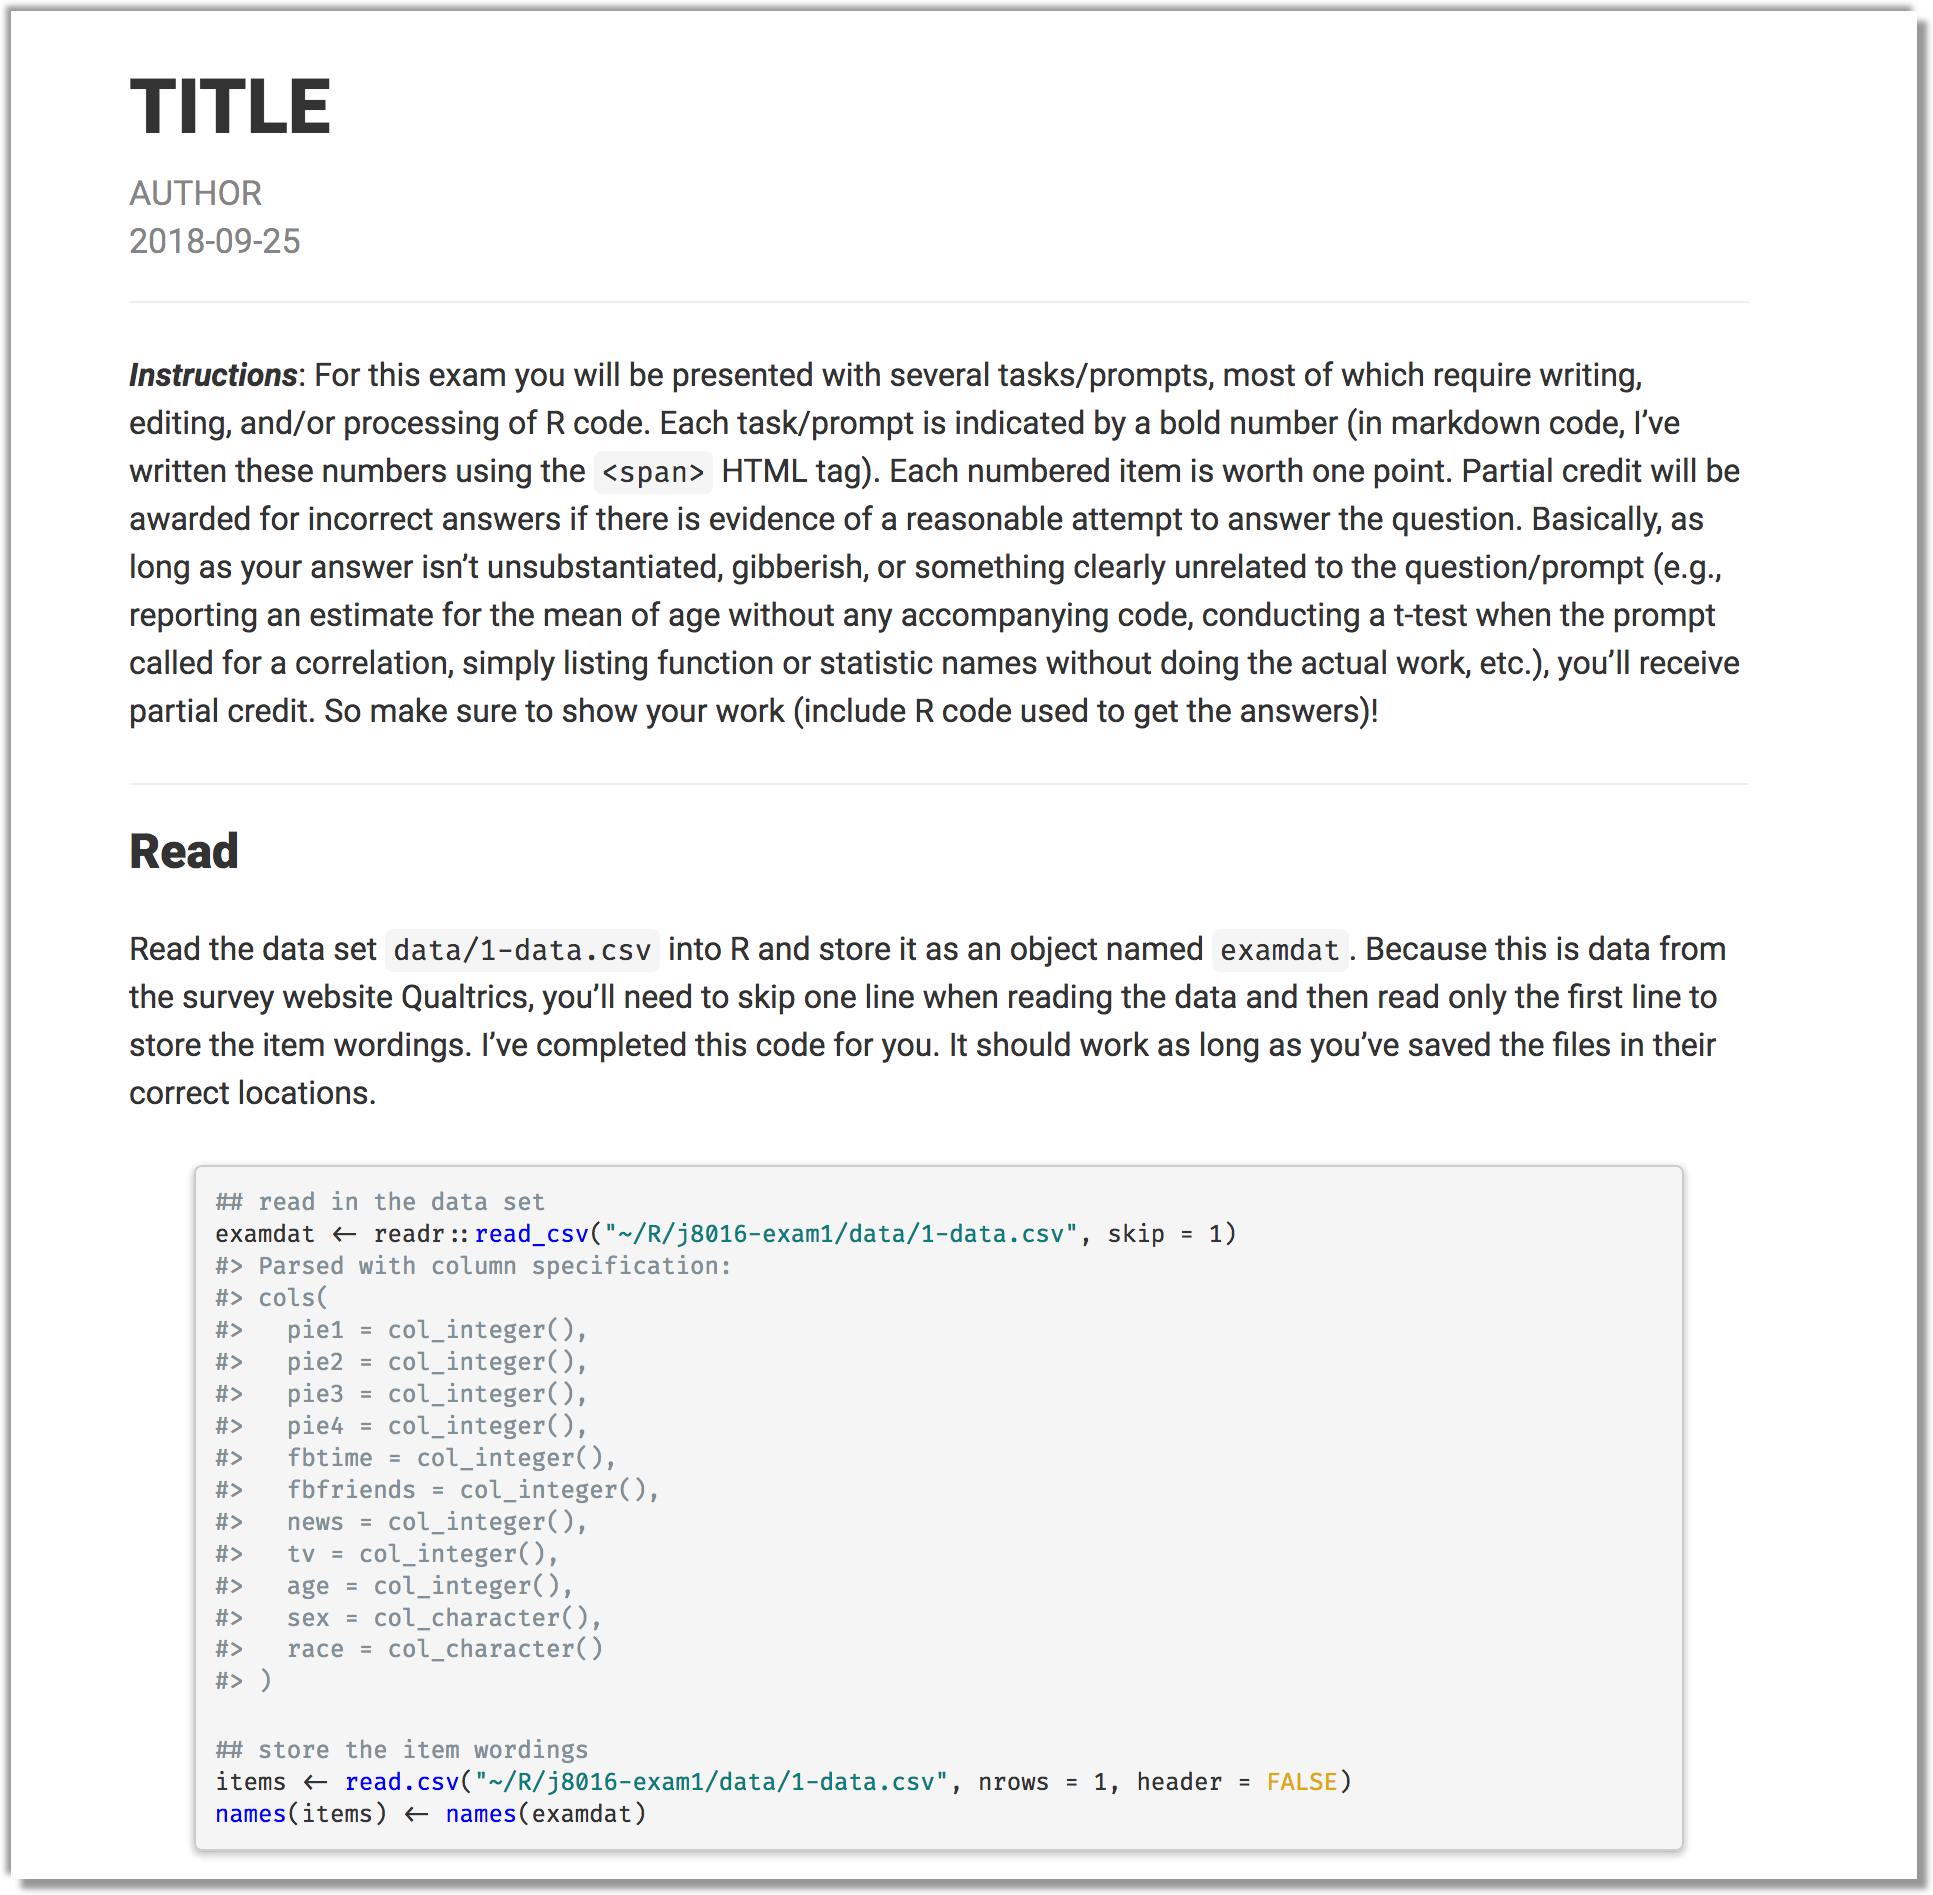 TITLE
AUTHOR
2018-09-25
Instructions: For this exam you will be presented with several tasks/prompts, most of which require writing,
editing, and/or processing of R code. Each task/prompt is indicated by a bold number (in markdown code, I’ve
written these numbers using the <span> HTML tag). Each numbered item is worth one point. Partial credit will be
awarded for incorrect answers if there is evidence of a reasonable attempt to answer the question. Basically, as
long as your answer isn’t unsubstantiated, gibberish, or something clearly unrelated to the question/prompt (e.g.,
reporting an estimate for the mean of age without any accompanying code, conducting a t-test when the prompt
called for a correlation, simply listing function or statistic names without doing the actual work, etc.), you’ll receive
partial credit. So make sure to show your work (include R code used to get the answers)!
Read
Read the data set data/1-data.csv into R and store it as an object named examdat. Because this is data from
the survey website Qualtrics, you’ll need to skip one line when reading the data and then read only the first line to
store the item wordings. I’ve completed this code for you. It should work as long as you’ve saved the files in their
correct locations.
## read in the data set
examdat <- readr::read_csv("~/R/j8016-exam1/data/1-data.csv", skip = 1)
#> Parsed with column specification:
#> cols(
#>   pie1 = col_integer(),
#>   pie2 = col_integer(),
#>   pie3 = col_integer(),
#>   pie4 = col_integer(),
#>   fbtime = col_integer(),
#>   fbfriends = col_integer(),
#>   news = col_integer(),
#>   tv = col_integer(),
#>   age = col_integer(),
#>   sex = col_character(),
#>   race = col_character()
#> )
## store the item wordings
items <- read.csv("~/R/j8016-exam1/data/1-data.csv", nrows = 1, header = FALSE)
names(items) <- names(examdat)